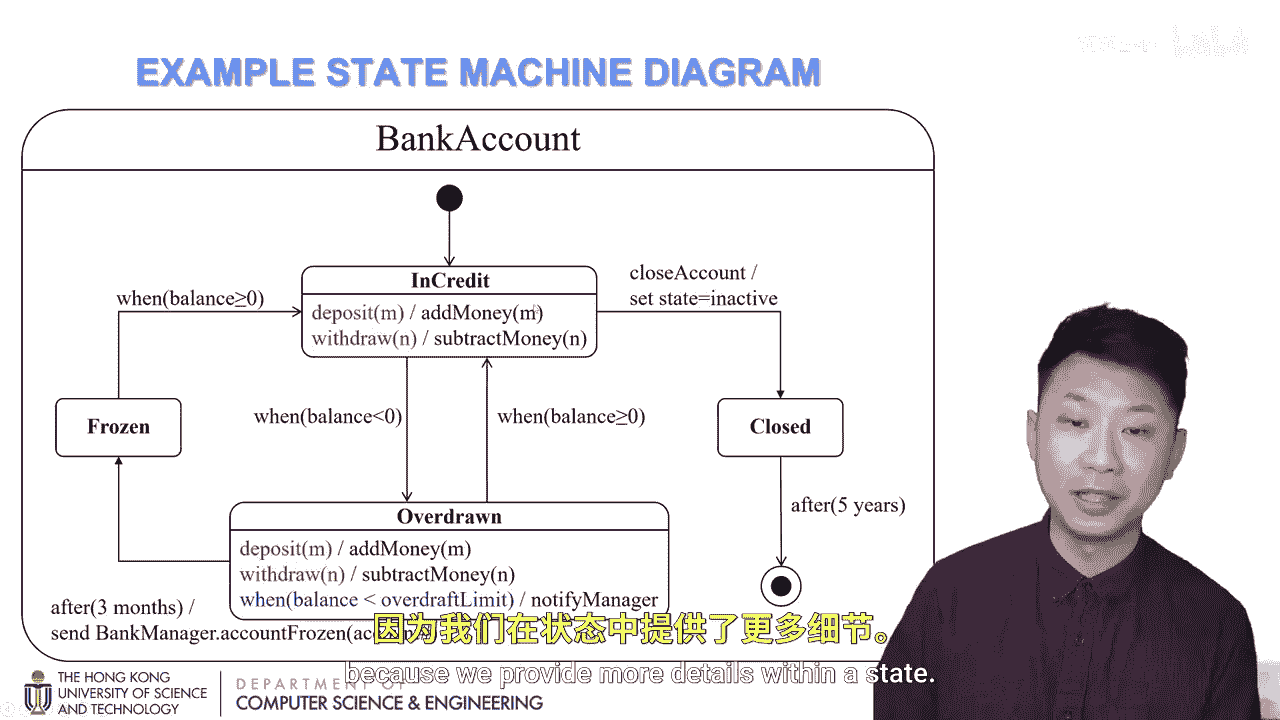 EXAMPLE STATE MACHINE DIAGRAM
BankAccount
InCredit
deposit(m) / addMoney(m)
withdraw(n) / subtractMoney(n)
closeAccount /
set state=inactive
when(balance≥0)
when(balance<0)
when(balance≥0)
Frozen
Closed
after(5 years)
Overdrawn
deposit(m) / addMoney(m)
withdraw(n) / subtractMoney(n)
when(balance < overdraftLimit) / notifyManager
after(3 months) /
send BankManager.accountFrozen(
因为我们在状态中提供了更多细节。
because we provide more details within a state.
THE HONG KONG
UNIVERSITY OF SCIENCE
AND TECHNOLOGY
DEPARTMENT OF
COMPUTER SCIENCE & ENGINEERING